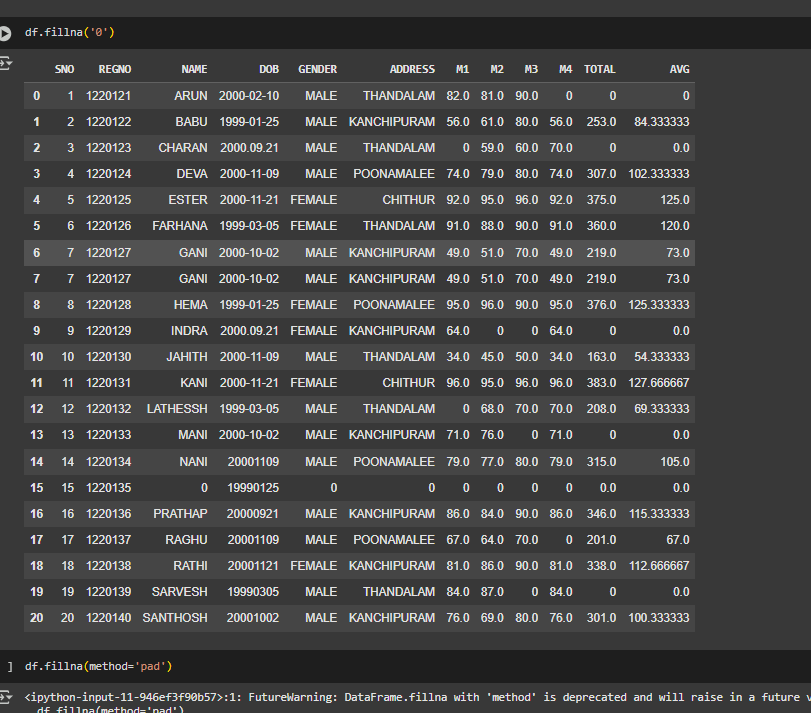 df.fillna('0')
SNO REGNO NAME DOB GENDER ADDRESS M1 M2 M3 M4 TOTAL AVG
0 1 1220121 ARUN 2000-02-10 MALE THANDALAM 82.0 81.0 90.0 0 0 0
1 2 1220122 BABU 1999-01-25 MALE KANCHIPURAM 56.0 61.0 80.0 56.0 253.0 84.333333
2 3 1220123 CHARAN 2000.09.21 MALE THANDALAM 0 59.0 60.0 70.0 0 0.0
3 4 1220124 DEVA 2000-11-09 MALE POONAMALEE 74.0 79.0 80.0 74.0 307.0 102.333333
4 5 1220125 ESTER 2000-11-21 FEMALE CHITHUR 92.0 95.0 96.0 92.0 375.0 125.0
5 6 1220126 FARHANA 1999-03-05 FEMALE THANDALAM 91.0 88.0 90.0 91.0 360.0 120.0
6 7 1220127 GANI 2000-10-02 MALE KANCHIPURAM 49.0 51.0 70.0 49.0 219.0 73.0
7 7 1220127 GANI 2000-10-02 MALE KANCHIPURAM 49.0 51.0 70.0 49.0 219.0 73.0
8 8 1220128 HEMA 1999-01-25 FEMALE POONAMALEE 95.0 96.0 90.0 95.0 376.0 125.333333
9 9 1220129 INDRA 2000.09.21 FEMALE KANCHIPURAM 64.0 0 0 64.0 0 0.0
10 10 1220130 JAHITH 2000-11-09 MALE THANDALAM 34.0 45.0 50.0 34.0 163.0 54.333333
11 11 1220131 KANI 2000-11-21 FEMALE CHITHUR 96.0 95.0 96.0 96.0 383.0 127.666667
12 12 1220132 LATHESSH 1999-03-05 MALE THANDALAM 0 68.0 70.0 70.0 208.0 69.333333
13 13 1220133 MANI 2000-10-02 MALE KANCHIPURAM 71.0 76.0 0 71.0 0 0.0
14 14 1220134 NANI 20001109 MALE POONAMALEE 79.0 77.0 80.0 79.0 315.0 105.0
15 15 1220135 0 19990125 0 0 0 0 0 0 0.0 0.0
16 16 1220136 PRATHAP 20000921 MALE KANCHIPURAM 86.0 84.0 90.0 86.0 346.0 115.333333
17 17 1220137 RAGHU 20001109 MALE POONAMALEE 67.0 64.0 70.0 0 201.0 67.0
18 18 1220138 RATHI 20001121 FEMALE KANCHIPURAM 81.0 86.0 90.0 81.0 338.0 112.666667
19 19 1220139 SARVESH 19990305 MALE THANDALAM 84.0 87.0 0 84.0 0 0.0
20 20 1220140 SANTHOSH 20001002 MALE KANCHIPURAM 76.0 69.0 80.0 76.0 301.0 100.333333
] df.fillna(method='pad')
<ipython-input-11-946ef3f90b57>:1: FutureWarning: DataFrame.fillna with 'method' is deprecated and will raise in a future
df.fillna(method='pad')